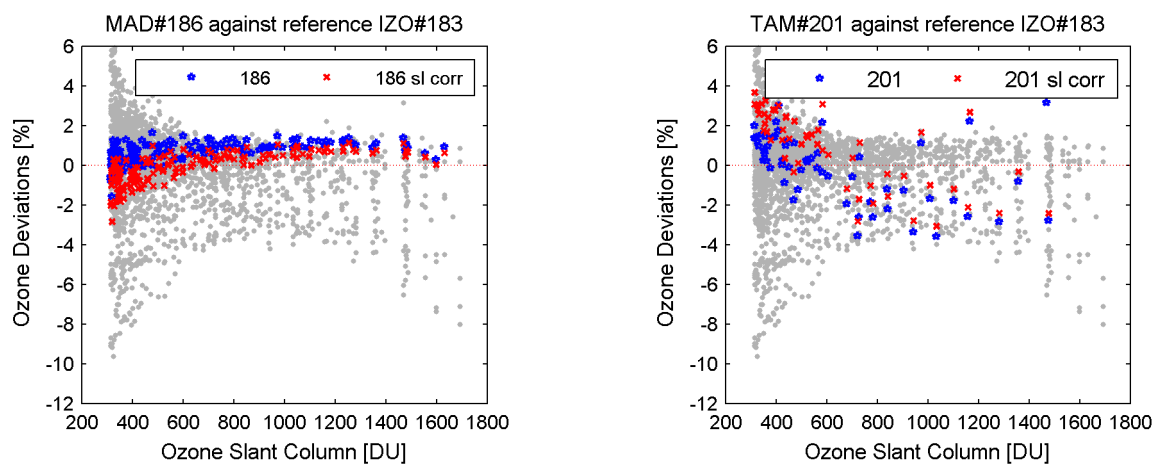 MAD#186 against reference IZO#183
186 186 sl corr
Ozone Deviations [%]
6
4
2
0
-2
-4
-6
-8
-10
-12
200 400 600 800 1000 1200 1400 1600 1800
Ozone Slant Column [DU]
TAM#201 against reference IZO#183
201 201 sl corr
Ozone Deviations [%]
6
4
2
0
-2
-4
-6
-8
-10
-12
200 400 600 800 1000 1200 1400 1600 1800
Ozone Slant Column [DU]